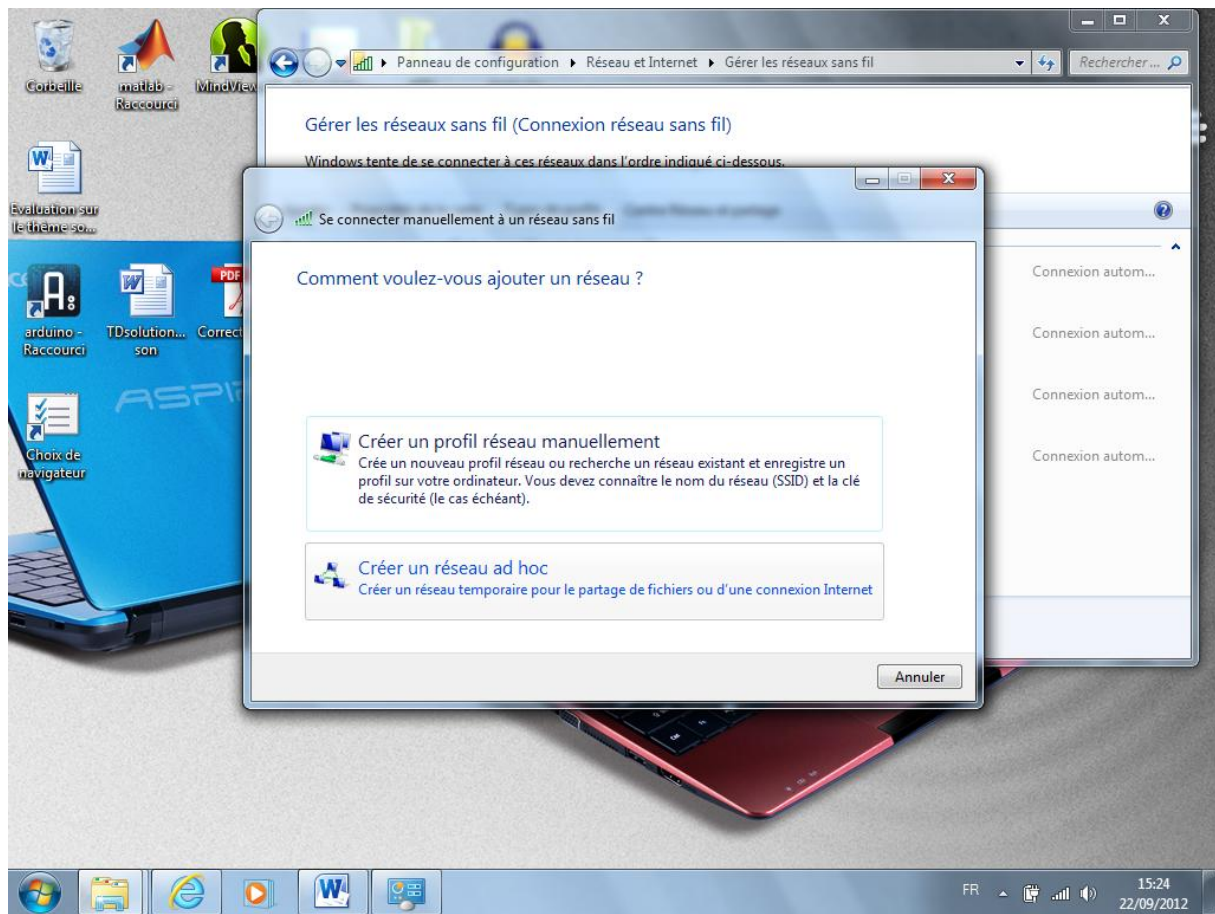 Corbeille
matlab -
Raccourci
MindView
Evaluation sur
le thème so...
arduino -
Raccourci
TDsolution...
son
PDF
Correct
Choix de
navigateur
ASPI
Panneau de configuration
Réseau et Internet
Gérer les réseaux sans fil
Rechercher ...
Gérer les réseaux sans fil (Connexion réseau sans fil)
Windows tente de se connecter à ces réseaux dans l'ordre indiqué ci-dessous.
Connexion autom...
Connexion autom...
Connexion autom...
Connexion autom...
Se connecter manuellement à un réseau sans fil
Comment voulez-vous ajouter un réseau ?
Créer un profil réseau manuellement
Crée un nouveau profil réseau ou recherche un réseau existant et enregistre un
profil sur votre ordinateur. Vous devez connaître le nom du réseau (SSID) et la clé
de sécurité (le cas échéant).
Créer un réseau ad hoc
Créer un réseau temporaire pour le partage de fichiers ou d'une connexion Internet
Annuler
FR
15:24
22/09/2012